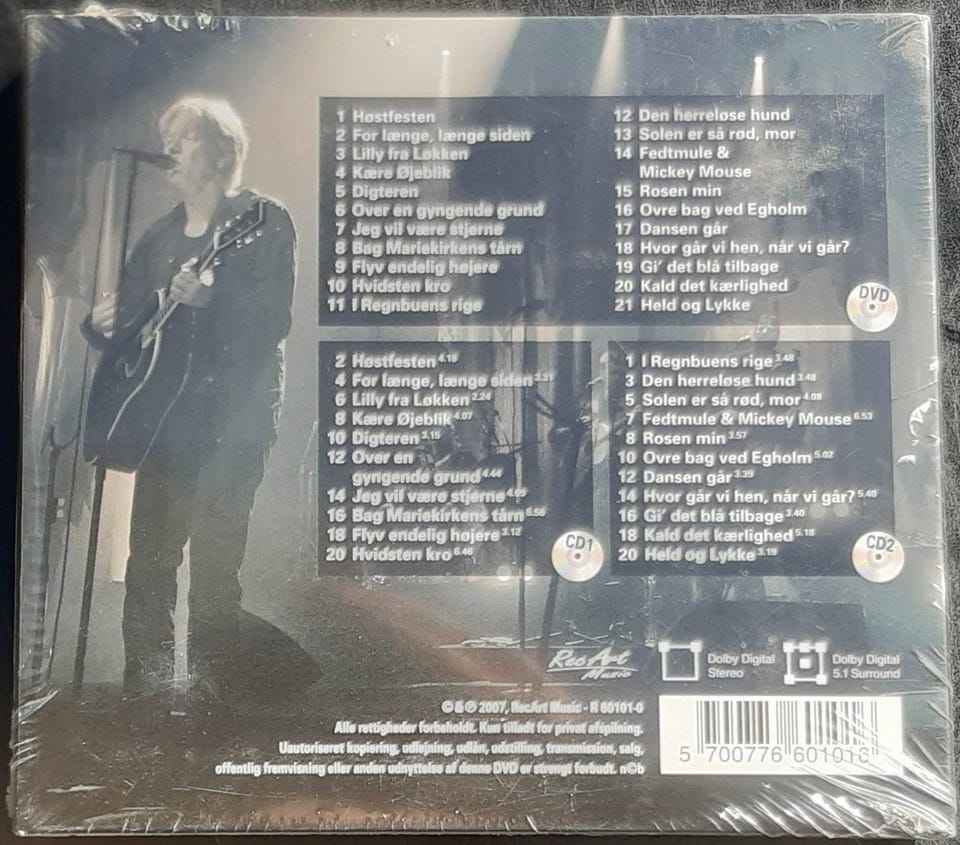 1 Høstfesten
2 For længe, længe siden
3 Lilly fra Løkken
4 Kære Øjeblik
5 Digteren
6 Over en gyngende grund
7 Jeg vil være stjerne
8 Bag Mariekirkens tårn
9 Flyv endelig højere
10 Hvidsten kro
11 I Regnbuens rige
12 Den herreløse hund
13 Solen er så rød, mor
14 Fedtmule &
Mickey Mouse
15 Rosen min
16 Ovre bag ved Egholm
17 Dansen går
18 Hvor går vi hen, når vi går?
19 Gi' det blå tilbage
20 Kald det kærlighed
21 Held og Lykke
DVD
2 Høstfesten 4.18
4 For længe, længe siden 3.31
6 Lilly fra Løkken 2.24
8 Kære Øjeblik 4.07
10 Digteren 3.15
12 Over en
gyngende grund 4.44
14 Jeg vil være stjerne 4.05
16 Bag Mariekirkens tårn 5.56
18 Flyv endelig højere 3.12
20 Hvidsten kro 6.46
CD1
1 I Regnbuens rige 3.48
3 Den herreløse hund 3.48
5 Solen er så rød, mor 4.08
7 Fedtmule & Mickey Mouse 6.53
8 Rosen min 3.57
10 Ovre bag ved Egholm 5.02
12 Dansen går 3.39
14 Hvor går vi hen, når vi går? 5.40
16 Gi' det blå tilbage 3.40
18 Kald det kærlighed 5.18
20 Held og Lykke 3.19
CD2
RecArt
Music
Dolby Digital
Stereo
Dolby Digital
5.1 Surround
© & ℗ 2007, RecArt Music - N 60101-0
Alle rettigheder forbeholdt. Kun tilladt for privat afspilning.
Uautoriseret kopiering, udlejning, udlån, udstilling, transmission, salg,
offentlig fremvisning eller anden udnyttelse af denne DVD er strengt forbudt. n©b
5 700776 60101